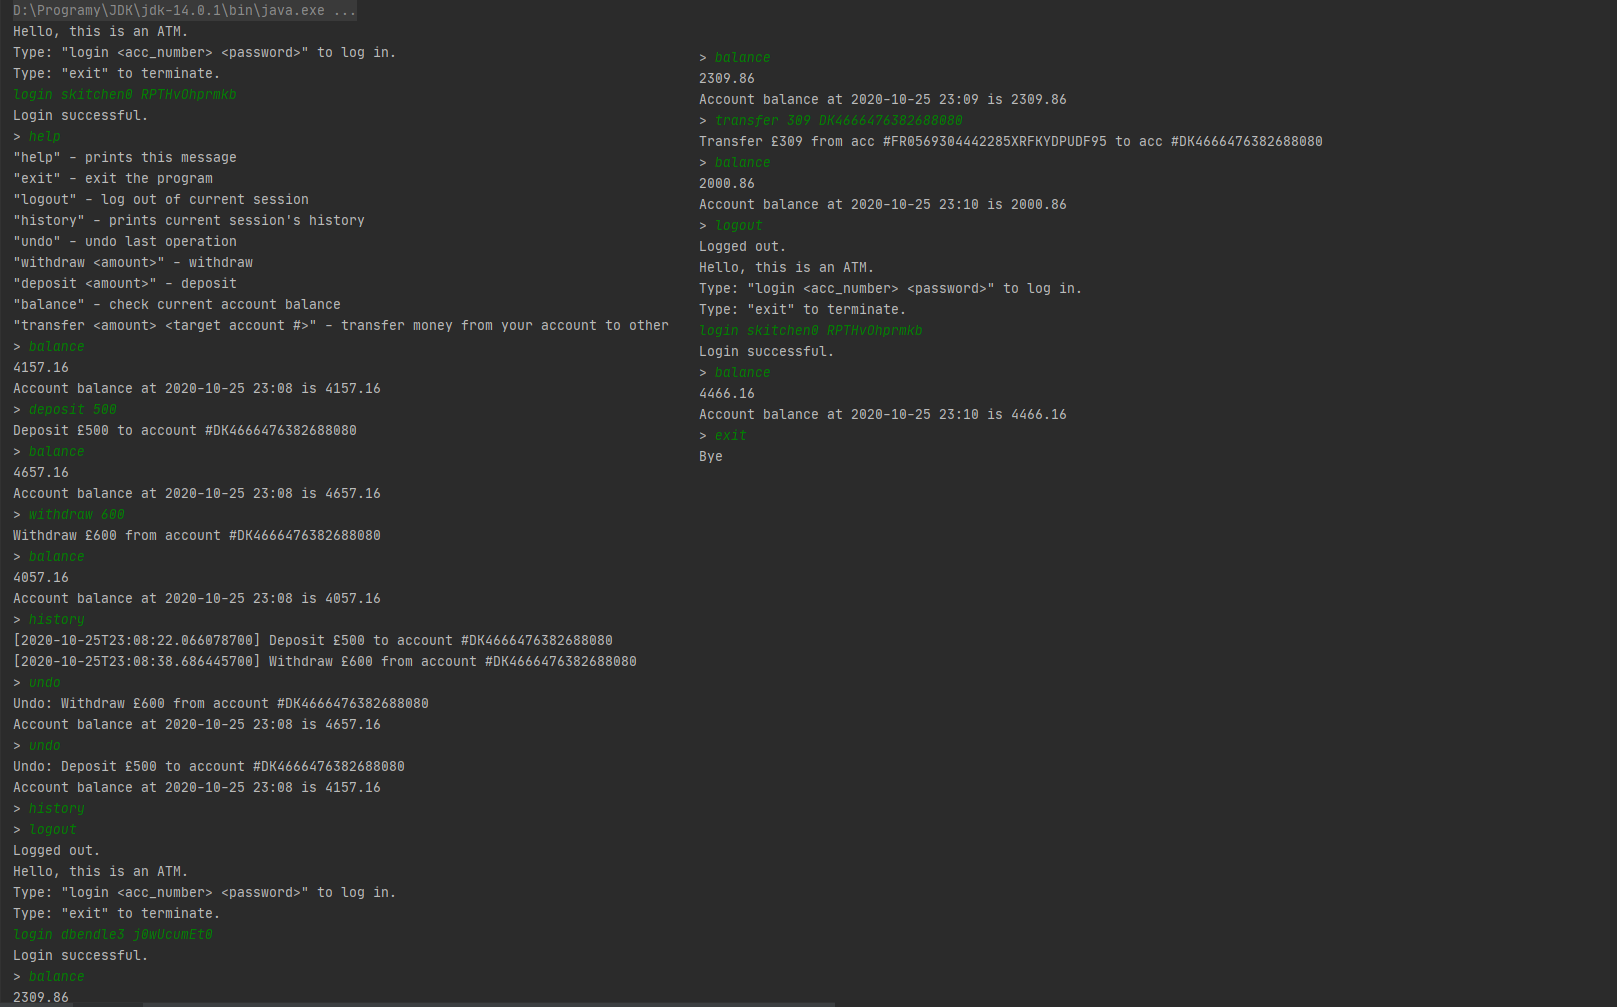 D:\Programy\JDK\jdk-14.0.1\bin\java.exe ...
Hello, this is an ATM.
Type: "login <acc_number> <password>" to log in.
Type: "exit" to terminate.
login skitchen0 RPTHvOhprmkb
Login successful.
> help
"help" - prints this message
"exit" - exit the program
"logout" - log out of current session
"history" - prints current session's history
"undo" - undo last operation
"withdraw <amount>" - withdraw
"deposit <amount>" - deposit
"balance" - check current account balance
"transfer <amount> <target account #>" - transfer money from your account to other
> balance
4157.16
Account balance at 2020-10-25 23:08 is 4157.16
> deposit 500
Deposit £500 to account #DK4666476382688080
> balance
4657.16
Account balance at 2020-10-25 23:08 is 4657.16
> withdraw 600
Withdraw £600 from account #DK4666476382688080
> balance
4057.16
Account balance at 2020-10-25 23:08 is 4057.16
> history
[2020-10-25T23:08:22.066078700] Deposit £500 to account #DK4666476382688080
[2020-10-25T23:08:38.686445700] Withdraw £600 from account #DK4666476382688080
> undo
Undo: Withdraw £600 from account #DK4666476382688080
Account balance at 2020-10-25 23:08 is 4657.16
> undo
Undo: Deposit £500 to account #DK4666476382688080
Account balance at 2020-10-25 23:08 is 4157.16
> history
> logout
Logged out.
Hello, this is an ATM.
Type: "login <acc_number> <password>" to log in.
Type: "exit" to terminate.
login dbendle3 j0wUcumEt0
Login successful.
> balance
2309.86
> balance
2309.86
Account balance at 2020-10-25 23:09 is 2309.86
> transfer 309 DK4666476382688080
Transfer £309 from acc #FR0569304442285XRFKYDPUDF95 to acc #DK4666476382688080
> balance
2000.86
Account balance at 2020-10-25 23:10 is 2000.86
> logout
Logged out.
Hello, this is an ATM.
Type: "login <acc_number> <password>" to log in.
Type: "exit" to terminate.
login skitchen0 RPTHvOhprmkb
Login successful.
> balance
4466.16
Account balance at 2020-10-25 23:10 is 4466.16
> exit
Bye